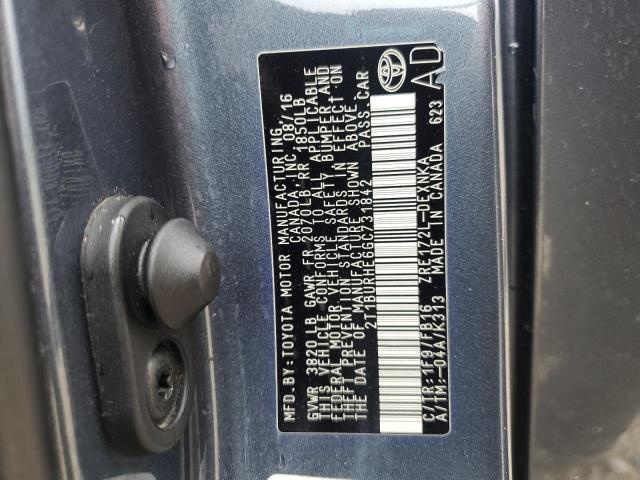 MFD.BY:TOYOTA MOTOR MANUFACTURING,
CANADA, INC. 08/16
GVWR 3820LB GAWR FR 2070LB RR 1850LB
THIS VEHICLE CONFORMS TO ALL APPLICABLE
FEDERAL MOTOR VEHICLE SAFETY, BUMPER, AND
THEFT PREVENTION STANDARDS IN EFFECT ON
THE DATE OF MANUFACTURE SHOWN ABOVE.
2T1BURHE6GC731842 PASS.CAR
C/TR:1F9/FB16 ZRE172L-DEXNKA
A/TM:-04A/K313 MADE IN CANADA 623
AD